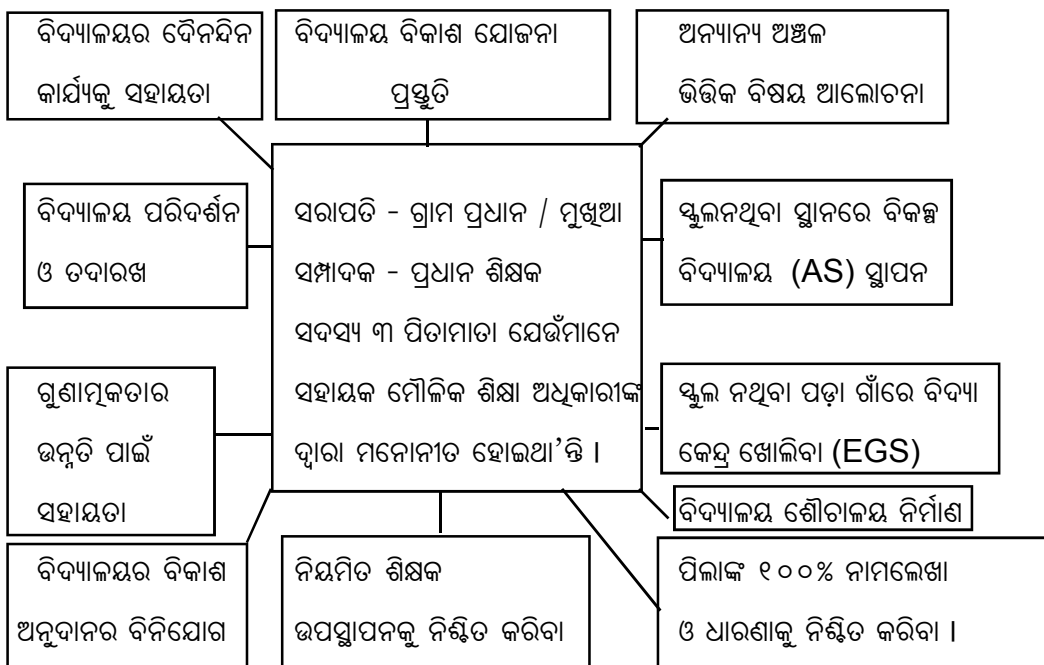 ବିଦ୍ୟାଳୟର ଦୈନନ୍ଦିନ
କାର୍ଯ୍ୟକୁ ସହାୟତା
ବିଦ୍ୟାଳୟ ବିକାଶ ଯୋଜନା
ପ୍ରସ୍ତୁତି
ଅନ୍ୟାନ୍ୟ ଅଞ୍ଚଳ
ଭିତ୍ତିକ ବିଷୟ ଆଲୋଚନା
ବିଦ୍ୟାଳୟ ପରିଦର୍ଶନ
ଓ ତଦାରଖ
ସରାପତି - ଗ୍ରାମ ପ୍ରଧାନ / ମୁଖିଆ
ସମ୍ପାଦକ - ପ୍ରଧାନ ଶିକ୍ଷକ
ସଦସ୍ୟ ୩ ପିତାମାତା ଯେଉଁମାନେ
ସହାୟକ ମୌଳିକ ଶିକ୍ଷା ଅଧିକାରୀଙ୍କ
ଦ୍ୱାରା ମନୋନୀତ ହୋଇଥା’ନ୍ତି ।
ସ୍କୁଲନଥିବା ସ୍ଥାନରେ ବିକଳ୍ପ
ବିଦ୍ୟାଳୟ (AS) ସ୍ଥାପନ
ଗୁଣାତ୍ମକତାର
ଉନ୍ନତି ପାଇଁ
ସହାୟତା
ସ୍କୁଲ ନଥିବା ପଡ଼ା ଗାଁରେ ବିଦ୍ୟା
କେନ୍ଦ୍ର ଖୋଲିବା (EGS)
ବିଦ୍ୟାଳୟ ଶୌଚାଳୟ ନିର୍ମାଣ
ବିଦ୍ୟାଳୟର ବିକାଶ
ଅନୁଦାନର ବିନିଯୋଗ
ନିୟମିତ ଶିକ୍ଷକ
ଉପସ୍ଥାପନକୁ ନିଶ୍ଚିତ କରିବା
ପିଲାଙ୍କ ୧୦୦% ନାମଲେଖା
ଓ ଧାରଣାକୁ ନିଶ୍ଚିତ କରିବା ।